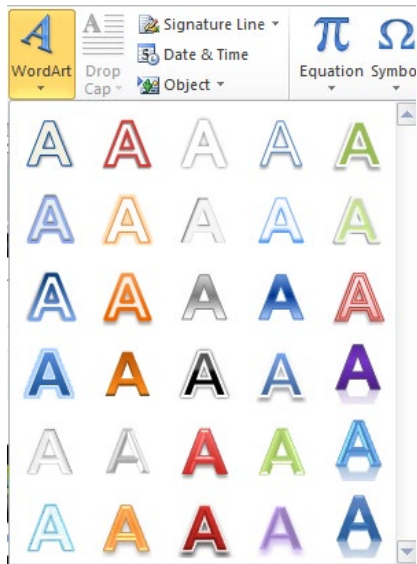 Signature Line
Date & Time
Object
WordArt
Drop
Cap
Equation
Symbo
A A A A A
A A A A A
A A A A A
A A A A A
A A A A A
A A A A A